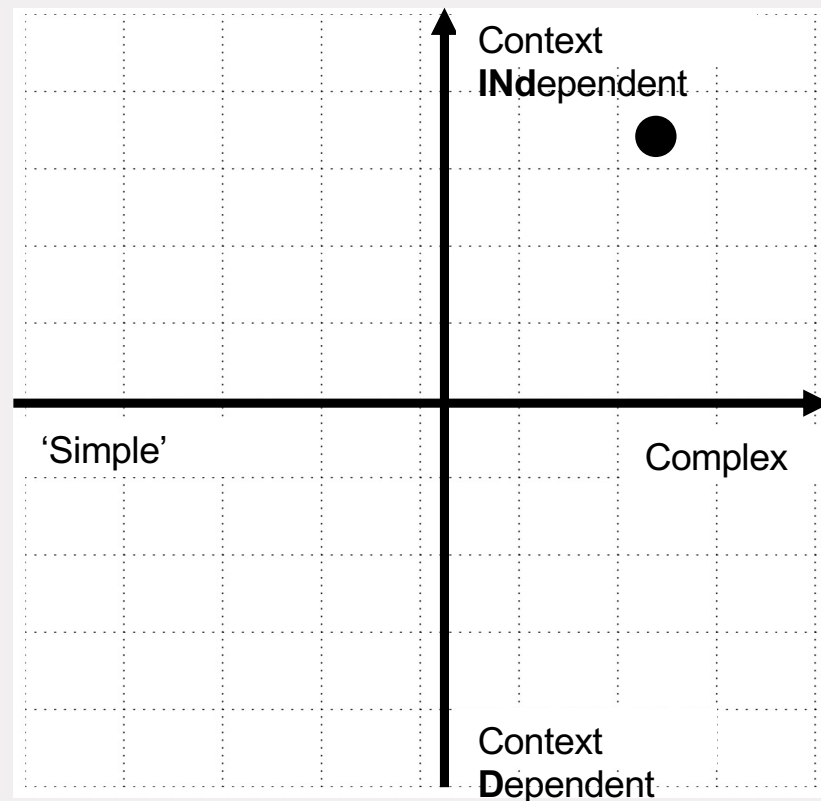 Context
INdependent
‘Simple’
Complex
Context
Dependent